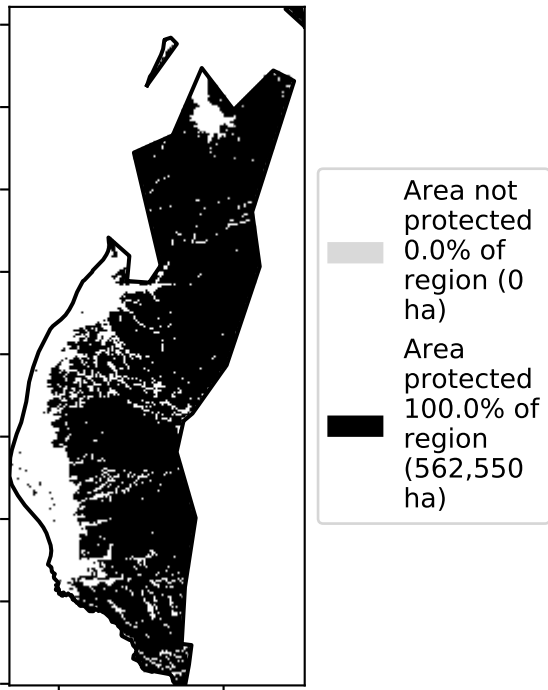 Area not
protected
0.0% of
region (0
ha)
Area
protected
100.0% of
region
(562,550
ha)